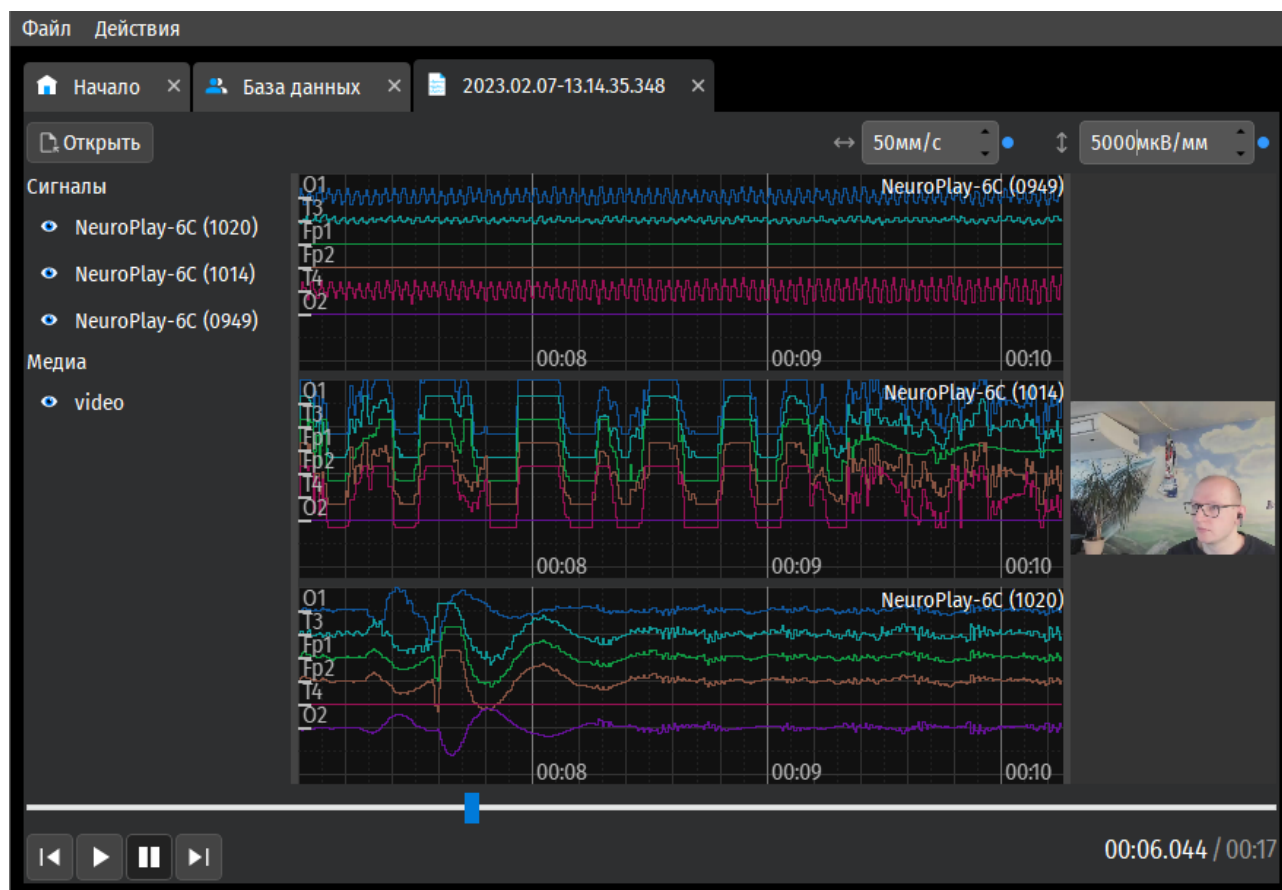 Файл Действия
Начало База данных 2023.02.07-13.14.35.348
Открыть 50мм/с 5000мкВ/мм
Сигналы
NeuroPlay-6C (1020)
NeuroPlay-6C (1014)
NeuroPlay-6C (0949)
Медиа
video
NeuroPlay-6C (0949)
O1
T3
Fp1
Fp2
T4
O2
00:08 00:09 00:10
NeuroPlay-6C (1014)
O1
T3
Fp1
Fp2
T4
O2
00:08 00:09 00:10
NeuroPlay-6C (1020)
O1
T3
Fp1
Fp2
T4
O2
00:08 00:09 00:10
00:06.044 / 00:17